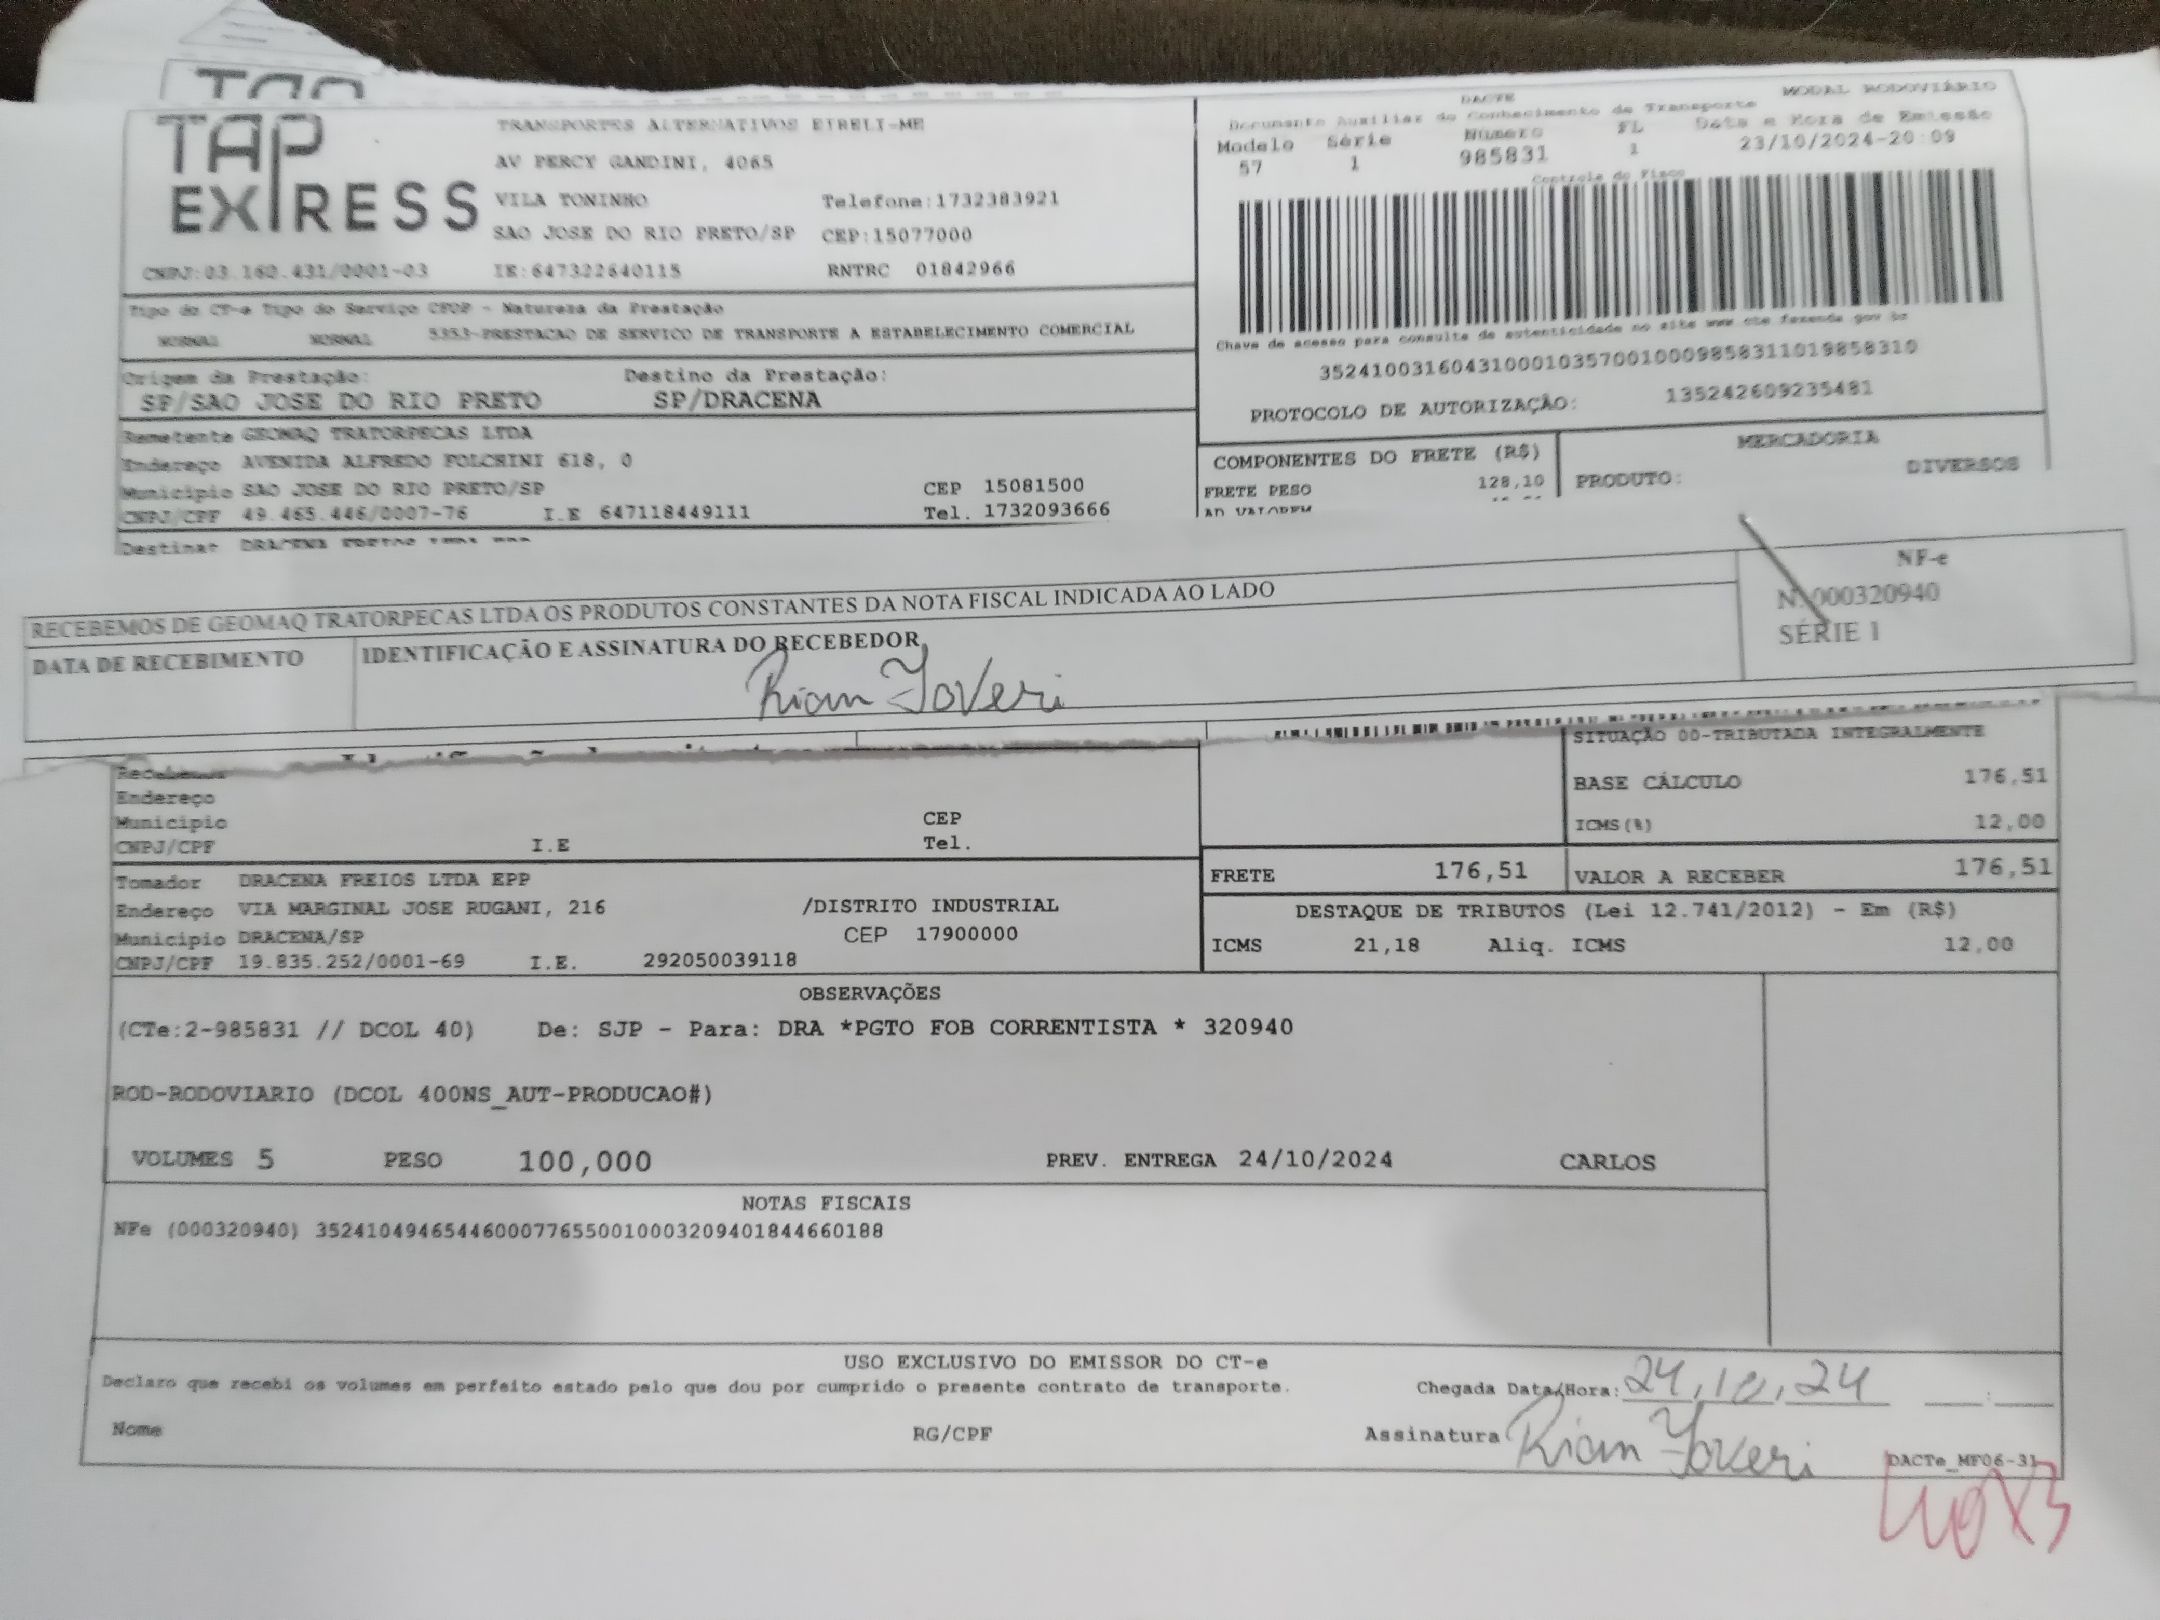 TAP
TAP
EXPRESS
TRANSPORTES ALTERNATIVOS EIRELI-ME
AV PERCY GANDINI, 4065
VILA TONINHO Telefone:1732383921
SAO JOSE DO RIO PRETO/SP CEP:15077000
CNPJ:03.160.431/0001-03 IE:647322640115 RNTRC 01842966
DACTE MODAL RODOVIÁRIO
Documento Auxiliar do Conhecimento de Transporte
Modelo Série Número FL Data e Hora de Emissão
57 1 985831 1 23/10/2024-20:09
Controle do Fisco
Chave de acesso para consulta de autenticidade no site www cte fazenda gov br
35241003160431000103570010009858311019858310
PROTOCOLO DE AUTORIZAÇÃO: 135242609235481
Tipo do CT-e Tipo do Serviço CFOP - Natureza da Prestação
NORMAL NORMAL 5353-PRESTACAO DE SERVICO DE TRANSPORTE A ESTABELECIMENTO COMERCIAL
Origem da Prestação: Destino da Prestação:
SP/SAO JOSE DO RIO PRETO SP/DRACENA
Remetente GEOMAQ TRATORPECAS LTDA
Endereço AVENIDA ALFREDO FOLCHINI 618, 0
Município SAO JOSE DO RIO PRETO/SP CEP 15081500
CNPJ/CPF 49.465.446/0007-76 I.E 647118449111 Tel. 1732093666
Destinat DRACENA FREIOS LTDA EPP
COMPONENTES DO FRETE (R$) MERCADORIA
FRETE PESO 128,10 PRODUTO: DIVERSOS
AD VALOREM
RECEBEMOS DE GEOMAQ TRATORPECAS LTDA OS PRODUTOS CONSTANTES DA NOTA FISCAL INDICADA AO LADO
DATA DE RECEBIMENTO IDENTIFICAÇÃO E ASSINATURA DO RECEBEDOR
Rian Joveri
NF-e
N. 000320940
SÉRIE 1
Endereço
Município CEP
CNPJ/CPF I.E Tel.
SITUAÇÃO 00-TRIBUTADA INTEGRALMENTE
BASE CÁLCULO 176,51
ICMS(%) 12,00
FRETE 176,51 VALOR A RECEBER 176,51
Tomador DRACENA FREIOS LTDA EPP
Endereço VIA MARGINAL JOSE RUGANI, 216 /DISTRITO INDUSTRIAL
Município DRACENA/SP CEP 17900000
CNPJ/CPF 19.835.252/0001-69 I.E. 292050039118
DESTAQUE DE TRIBUTOS (Lei 12.741/2012) - Em (R$)
ICMS 21,18 Aliq. ICMS 12,00
OBSERVAÇÕES
(CTe:2-985831 // DCOL 40) De: SJP - Para: DRA *PGTO FOB CORRENTISTA * 320940
ROD-RODOVIARIO (DCOL 400NS_AUT-PRODUCAO#)
VOLUMES 5 PESO 100,000 PREV. ENTREGA 24/10/2024 CARLOS
NOTAS FISCAIS
NFe (000320940) 35241049465446000776550010003209401844660188
USO EXCLUSIVO DO EMISSOR DO CT-e
Declaro que recebi os volumes em perfeito estado pelo que dou por cumprido o presente contrato de transporte. Chegada Data/Hora: 24,10,24 :
Nome RG/CPF Assinatura Rian Joveri
DACTe_MF06-31